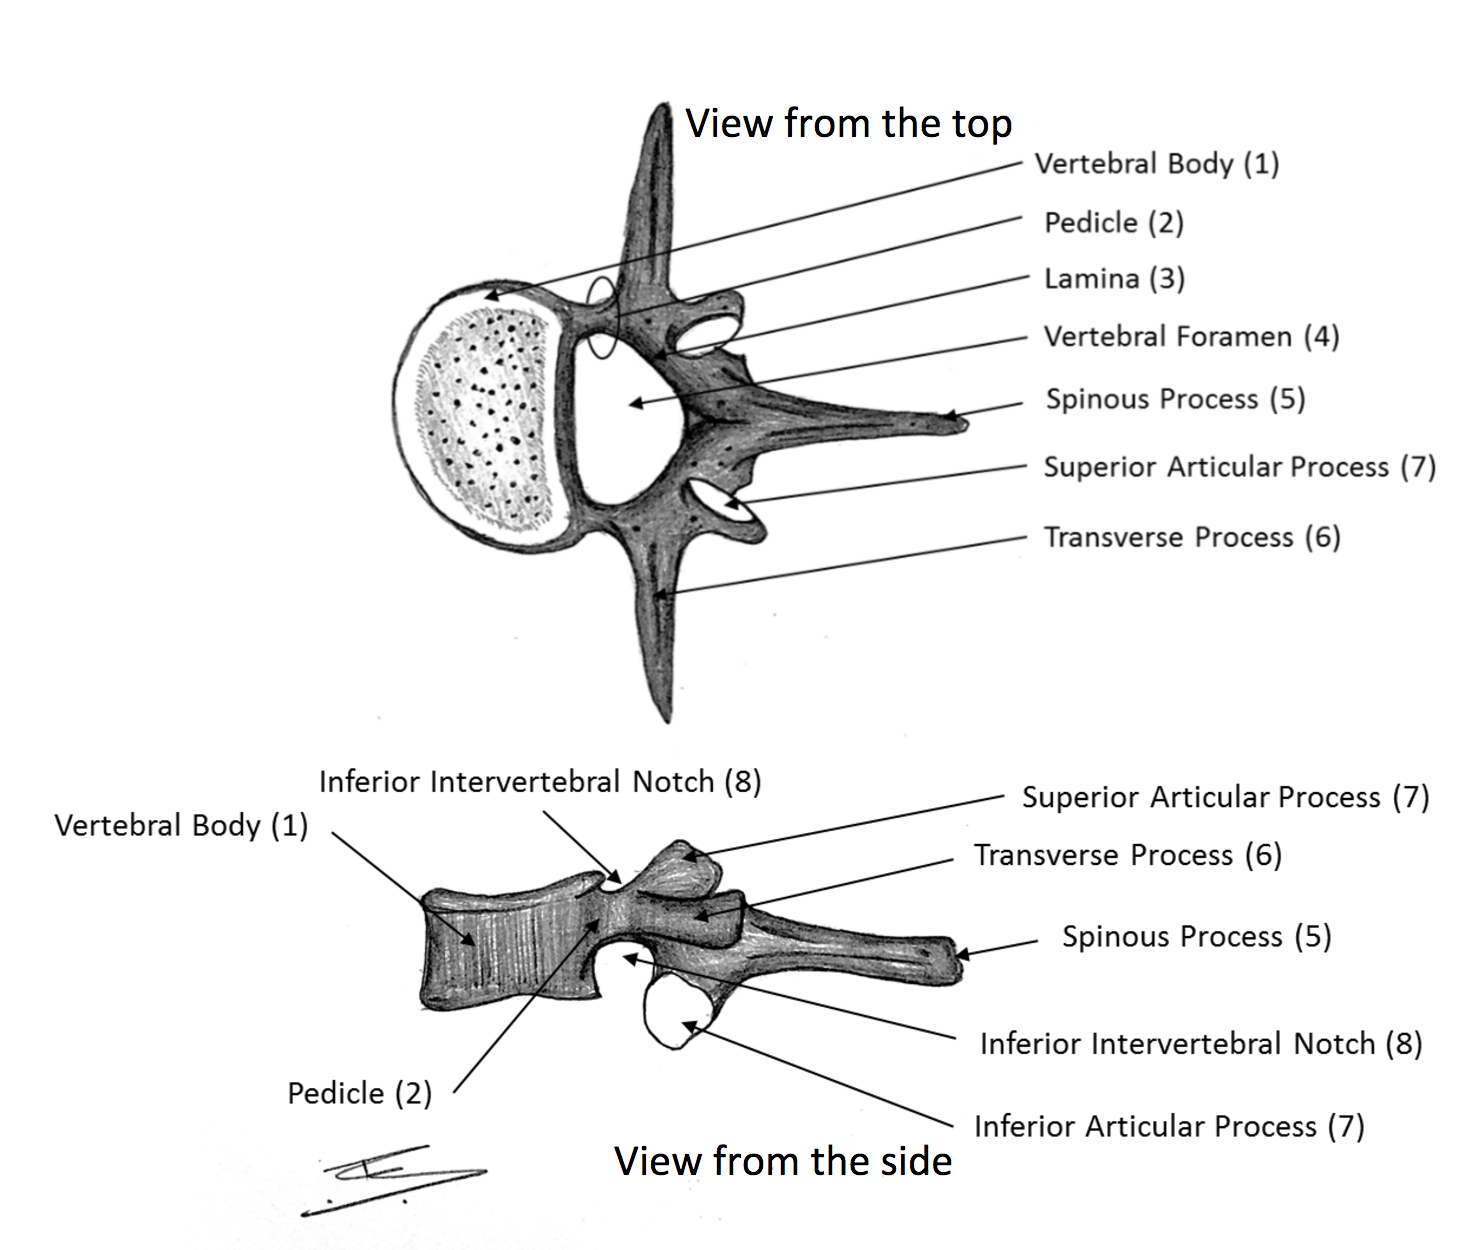 View from the top
Vertebral Body (1)
Pedicle (2)
Lamina (3)
Vertebral Foramen (4)
Spinous Process (5)
Superior Articular Process (7)
Transverse Process (6)
Inferior Intervertebral Notch (8)
Superior Articular Process (7)
Vertebral Body (1)
Transverse Process (6)
Spinous Process (5)
Inferior Intervertebral Notch (8)
Pedicle (2)
Inferior Articular Process (7)
View from the side